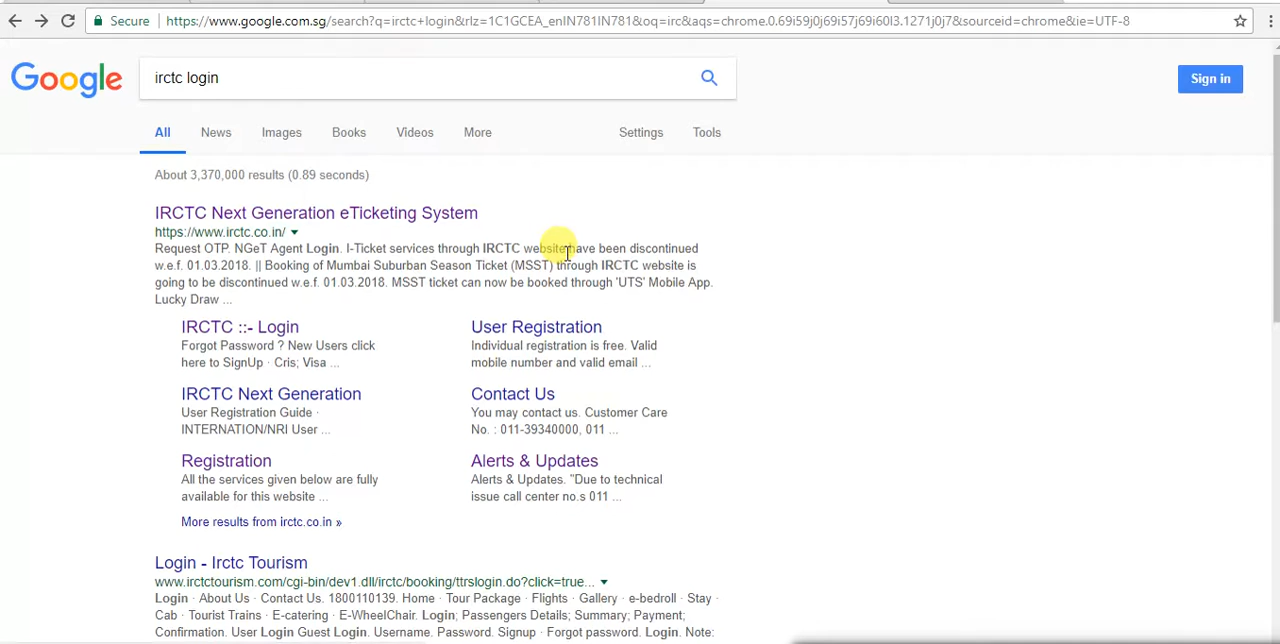 Secure https://www.google.com.sg/search?q=irctc+login&rlz=1C1GCEA_enIN781IN781&oq=irc&aqs=chrome.0.69i59j0j69i57j69i60l3.1271j0j7&sourceid=chrome&ie=UTF-8
Google irctc login Sign in
All News Images Books Videos More Settings Tools
About 3,370,000 results (0.89 seconds)
IRCTC Next Generation eTicketing System
https://www.irctc.co.in/
Request OTP. NGeT Agent Login. I-Ticket services through IRCTC website have been discontinued
w.e.f. 01.03.2018. || Booking of Mumbai Suburban Season Ticket (MSST) through IRCTC website is
going to be discontinued w.e.f. 01.03.2018. MSST ticket can now be booked through 'UTS' Mobile App.
Lucky Draw ...
IRCTC ::- Login
Forgot Password ? New Users click
here to SignUp · Cris; Visa ...
User Registration
Individual registration is free. Valid
mobile number and valid email ...
IRCTC Next Generation
User Registration Guide ·
INTERNATION/NRI User ...
Contact Us
You may contact us. Customer Care
No. : 011-39340000, 011 ...
Registration
All the services given below are fully
available for this website ...
Alerts & Updates
Alerts & Updates. "Due to technical
issue call center no.s 011 ...
More results from irctc.co.in »
Login - Irctc Tourism
www.irctctourism.com/cgi-bin/dev1.dll/irctc/booking/ttrslogin.do?click=true...
Login · About Us · Contact Us. 1800110139. Home · Tour Package · Flights · Gallery · e-bedroll · Stay ·
Cab · Tourist Trains · E-catering · E-WheelChair. Login; Passengers Details; Summary; Payment;
Confirmation. User Login Guest Login. Username. Password. Signup · Forgot password. Login. Note: